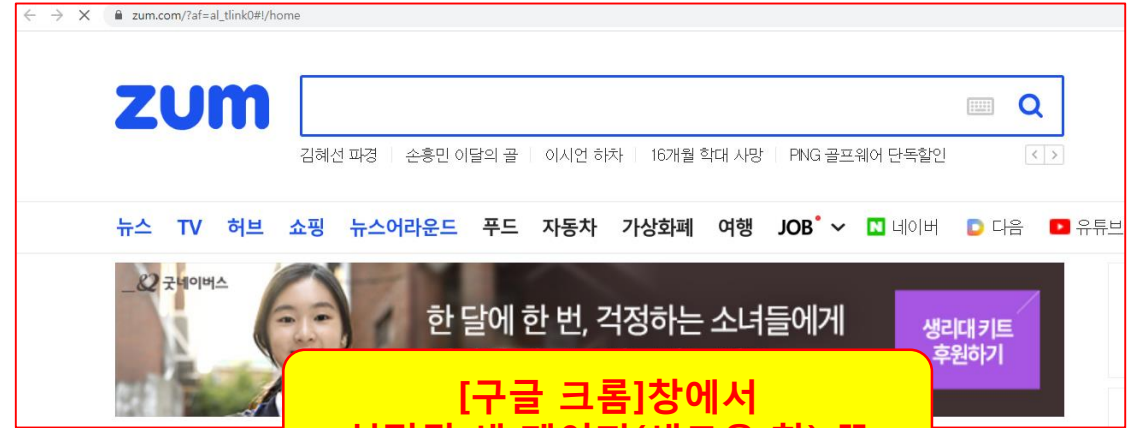 zum.com/?af=al_tlink0#!/home
zum
김혜선 파경 손흥민 이달의 골 이시언 하차 16개월 학대 사망 PING 골프웨어 단독할인
뉴스 TV 허브 쇼핑 뉴스어라운드 푸드 자동차 가상화폐 여행 JOB N 네이버 다음 유튜브
굿네이버스
한 달에 한 번, 걱정하는 소녀들에게
생리대 키트
후원하기
[구글 크롬]창에서